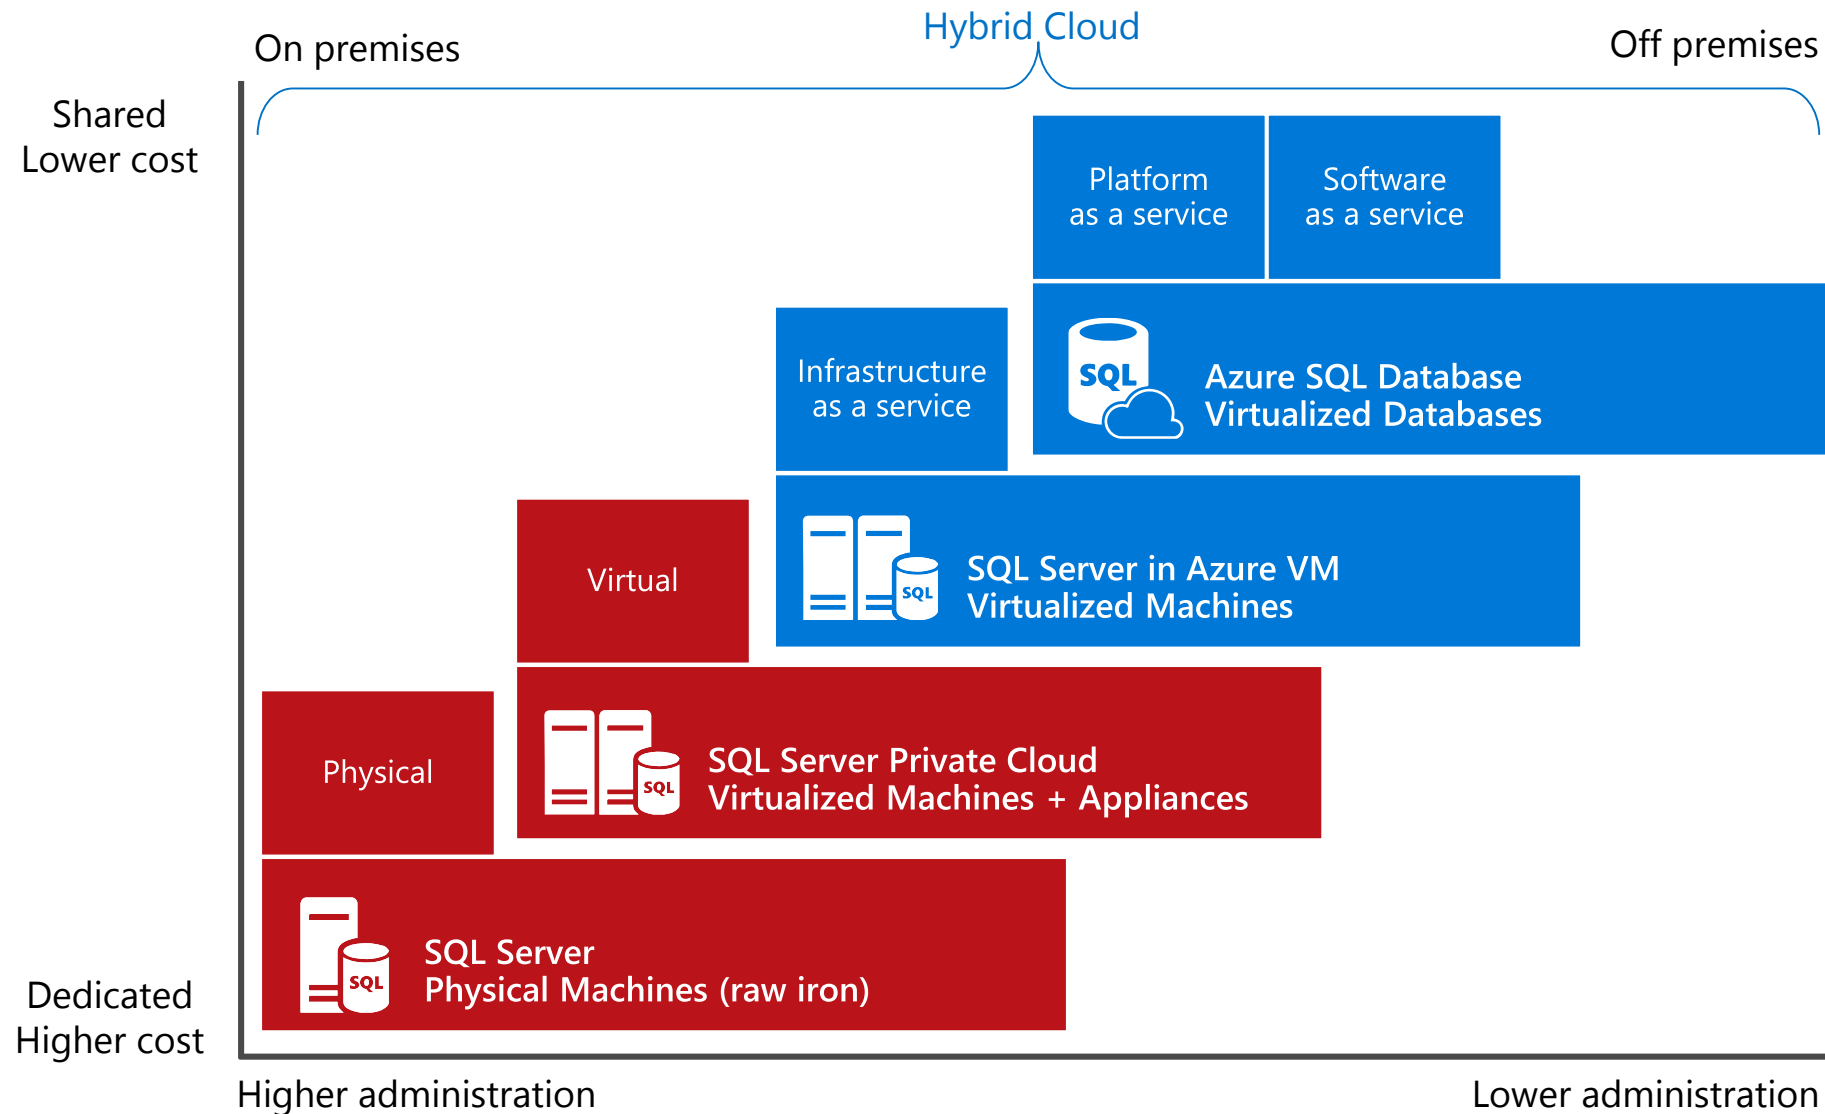 On premises
Hybrid Cloud
Off premises
Shared
Lower cost
Platform
as a service
Software
as a service
Infrastructure
as a service
SQL
Azure SQL Database
Virtualized Databases
Virtual
SQL
SQL Server in Azure VM
Virtualized Machines
Physical
SQL
SQL Server Private Cloud
Virtualized Machines + Appliances
SQL
SQL Server
Physical Machines (raw iron)
Dedicated
Higher cost
Higher administration
Lower administration